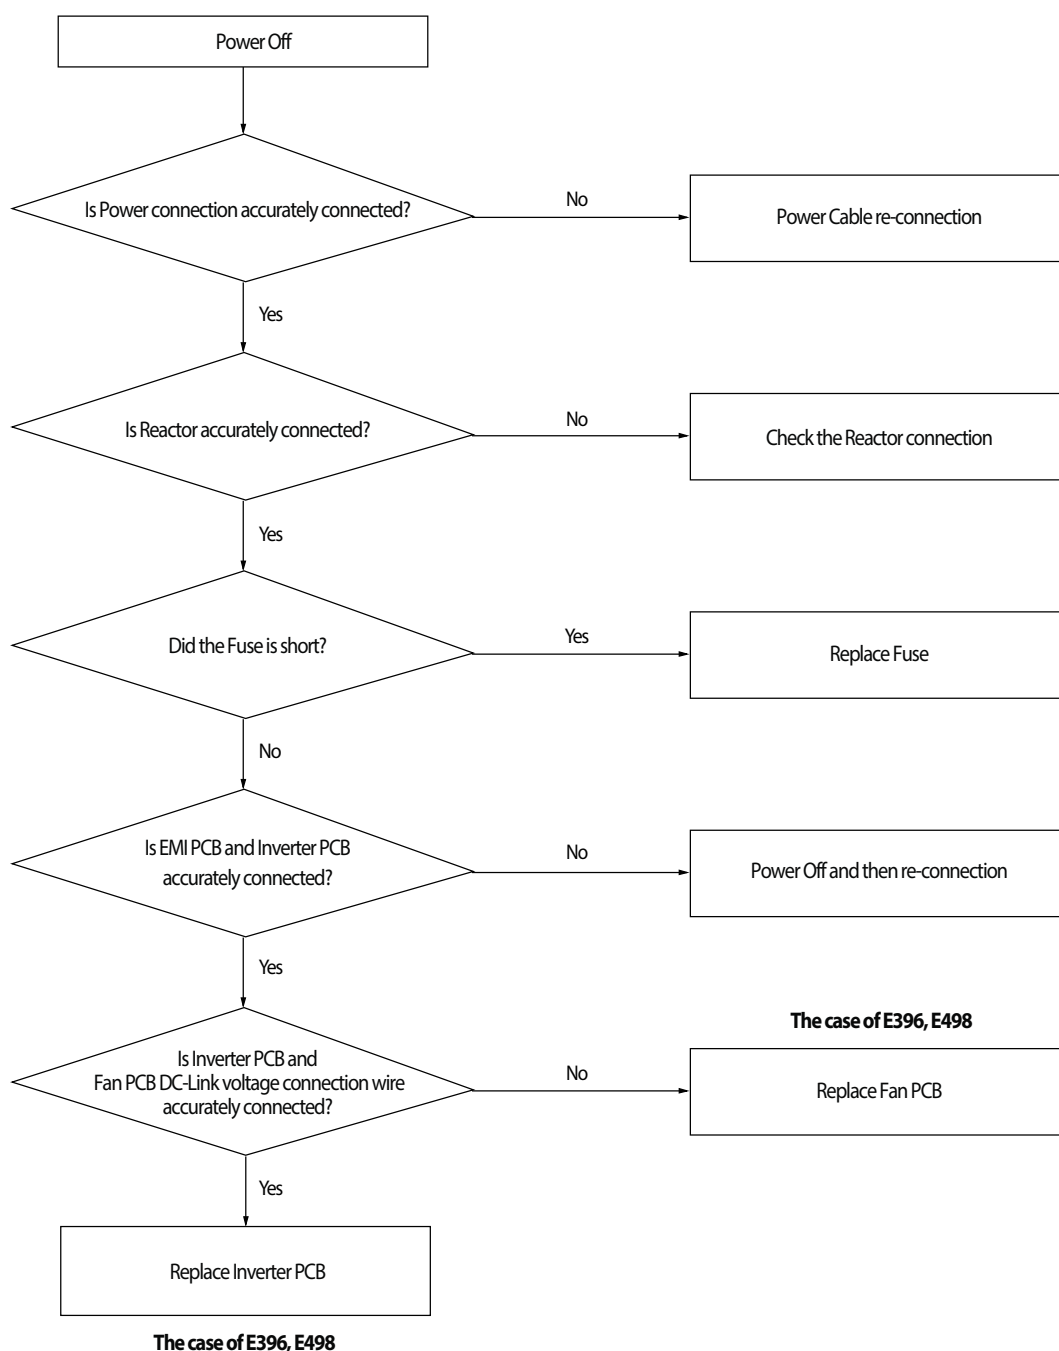 Power Off
Is Power connection accurately connected?
No
Power Cable re-connection
Yes
Is Reactor accurately connected?
No
Check the Reactor connection
Yes
Did the Fuse is short?
Yes
Replace Fuse
No
Is EMI PCB and Inverter PCB
accurately connected?
No
Power Off and then re-connection
Yes
The case of E396, E498
Is Inverter PCB and
Fan PCB DC-Link voltage connection wire
accurately connected?
No
Replace Fan PCB
Yes
Replace Inverter PCB
The case of E396, E498